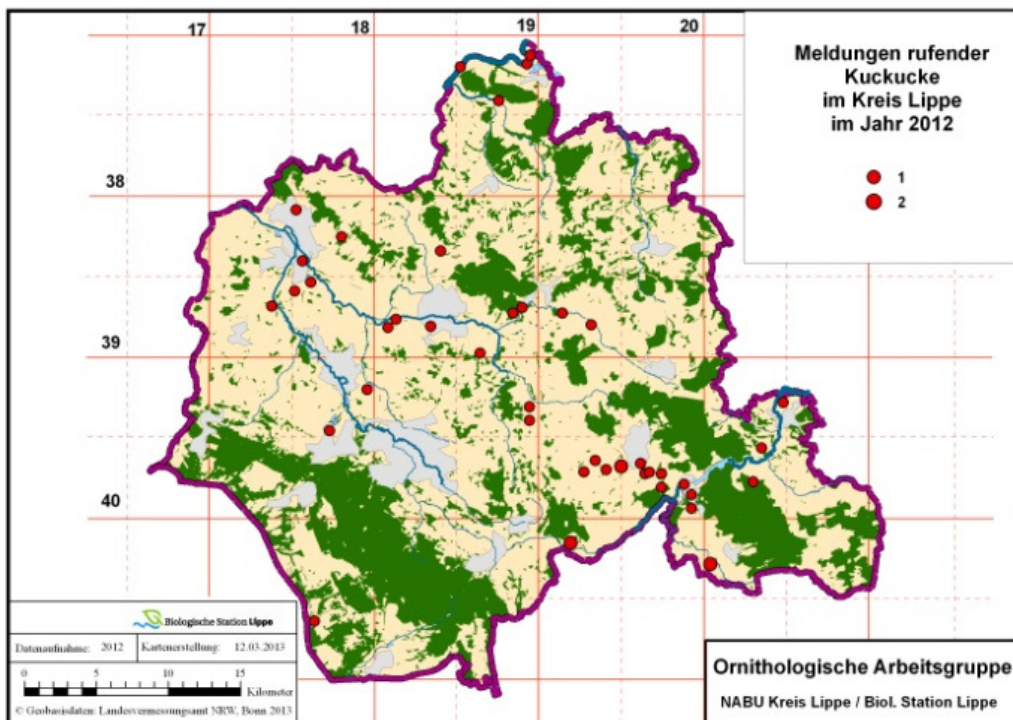 17
18
19
20
Meldungen rufender
Kuckucke
im Kreis Lippe
im Jahr 2012
1
2
38
39
40
Biologische Station Lippe
Datenaufnahme: 2012
Kartenerstellung: 12.03.2013
0 5 10 15
Kilometer
© Geobasisdaten: Landesvermessungsamt NRW, Bonn 2013
Ornithologische Arbeitsgruppe
NABU Kreis Lippe / Biol. Station Lippe